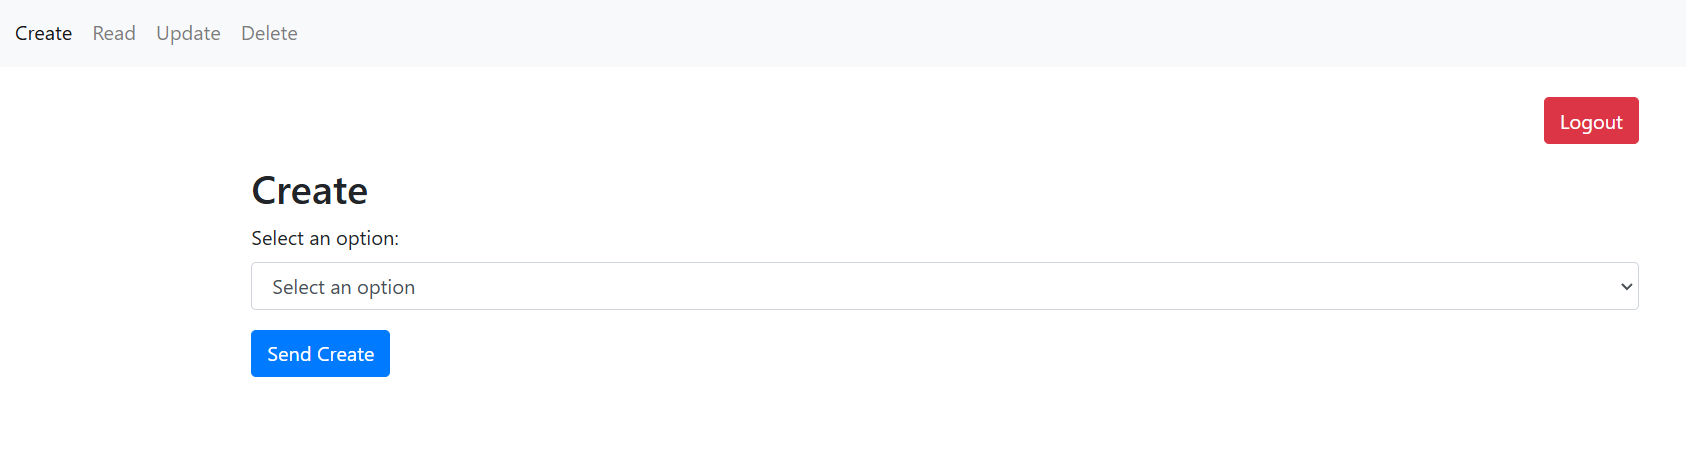 Create Read Update Delete
Logout
Create
Select an option:
Select an option
Send Create